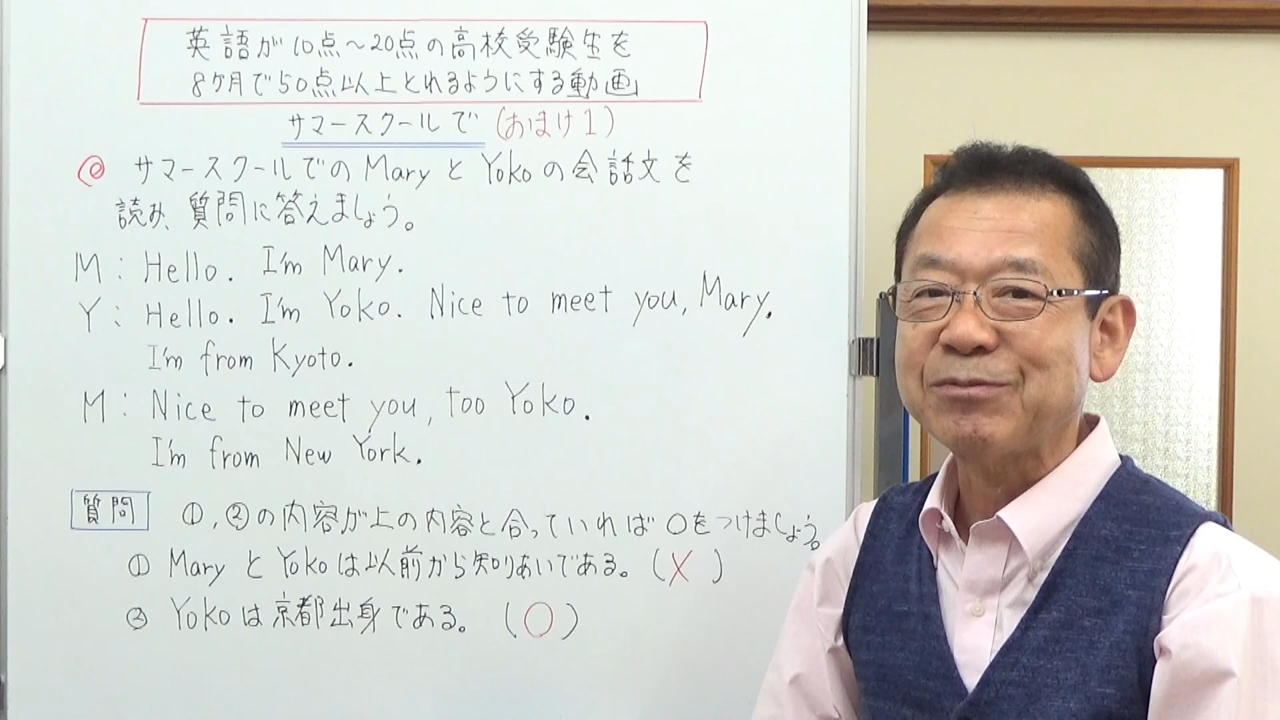 英語が10点～20点の高校受験生を
8ヶ月で50点以上とれるようにする動画
サマースクールで (おまけ1)
◎ サマースクールでのMaryとYokoの会話文を
読み、質問に答えましょう。
M: Hello. I'm Mary.
Y: Hello. I'm Yoko. Nice to meet you, Mary.
I'm from Kyoto.
M: Nice to meet you, too Yoko.
I'm from New York.
質問 ①, ②の内容が上の内容と合っていれば○をつけましょう。
① MaryとYokoは以前から知りあいである。(X)
② Yokoは京都出身である。(○)